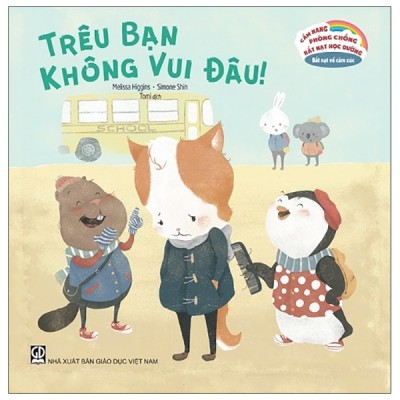 TRÊU BẠN
KHÔNG VUI ĐÂU!
Melissa Higgins - Simone Shin
Tomi dịch
CẨM NANG
PHÒNG CHỐNG
BẮT NẠT HỌC ĐƯỜNG
Bắt nạt về cảm xúc
SCHOOL
NHÀ XUẤT BẢN GIÁO DỤC VIỆT NAM